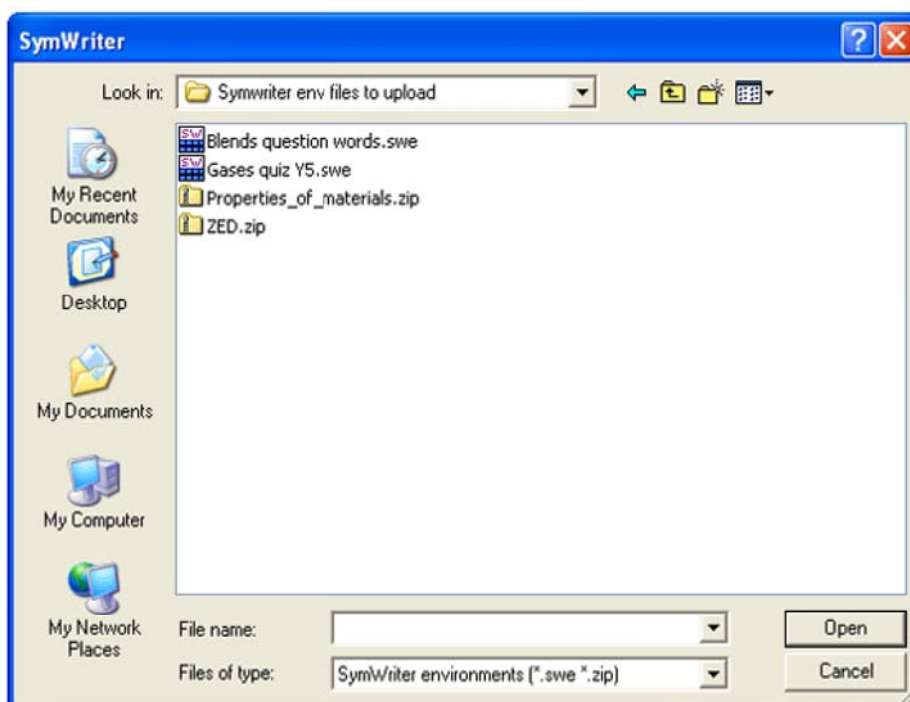 SymWriter
Look in: Symwriter env files to upload
My Recent
Documents
Desktop
My Documents
My Computer
My Network
Places
Blends question words.swe
Gases quiz Y5.swe
Properties_of_materials.zip
ZED.zip
File name:
Open
Files of type: SymWriter environments (*.swe *.zip)
Cancel